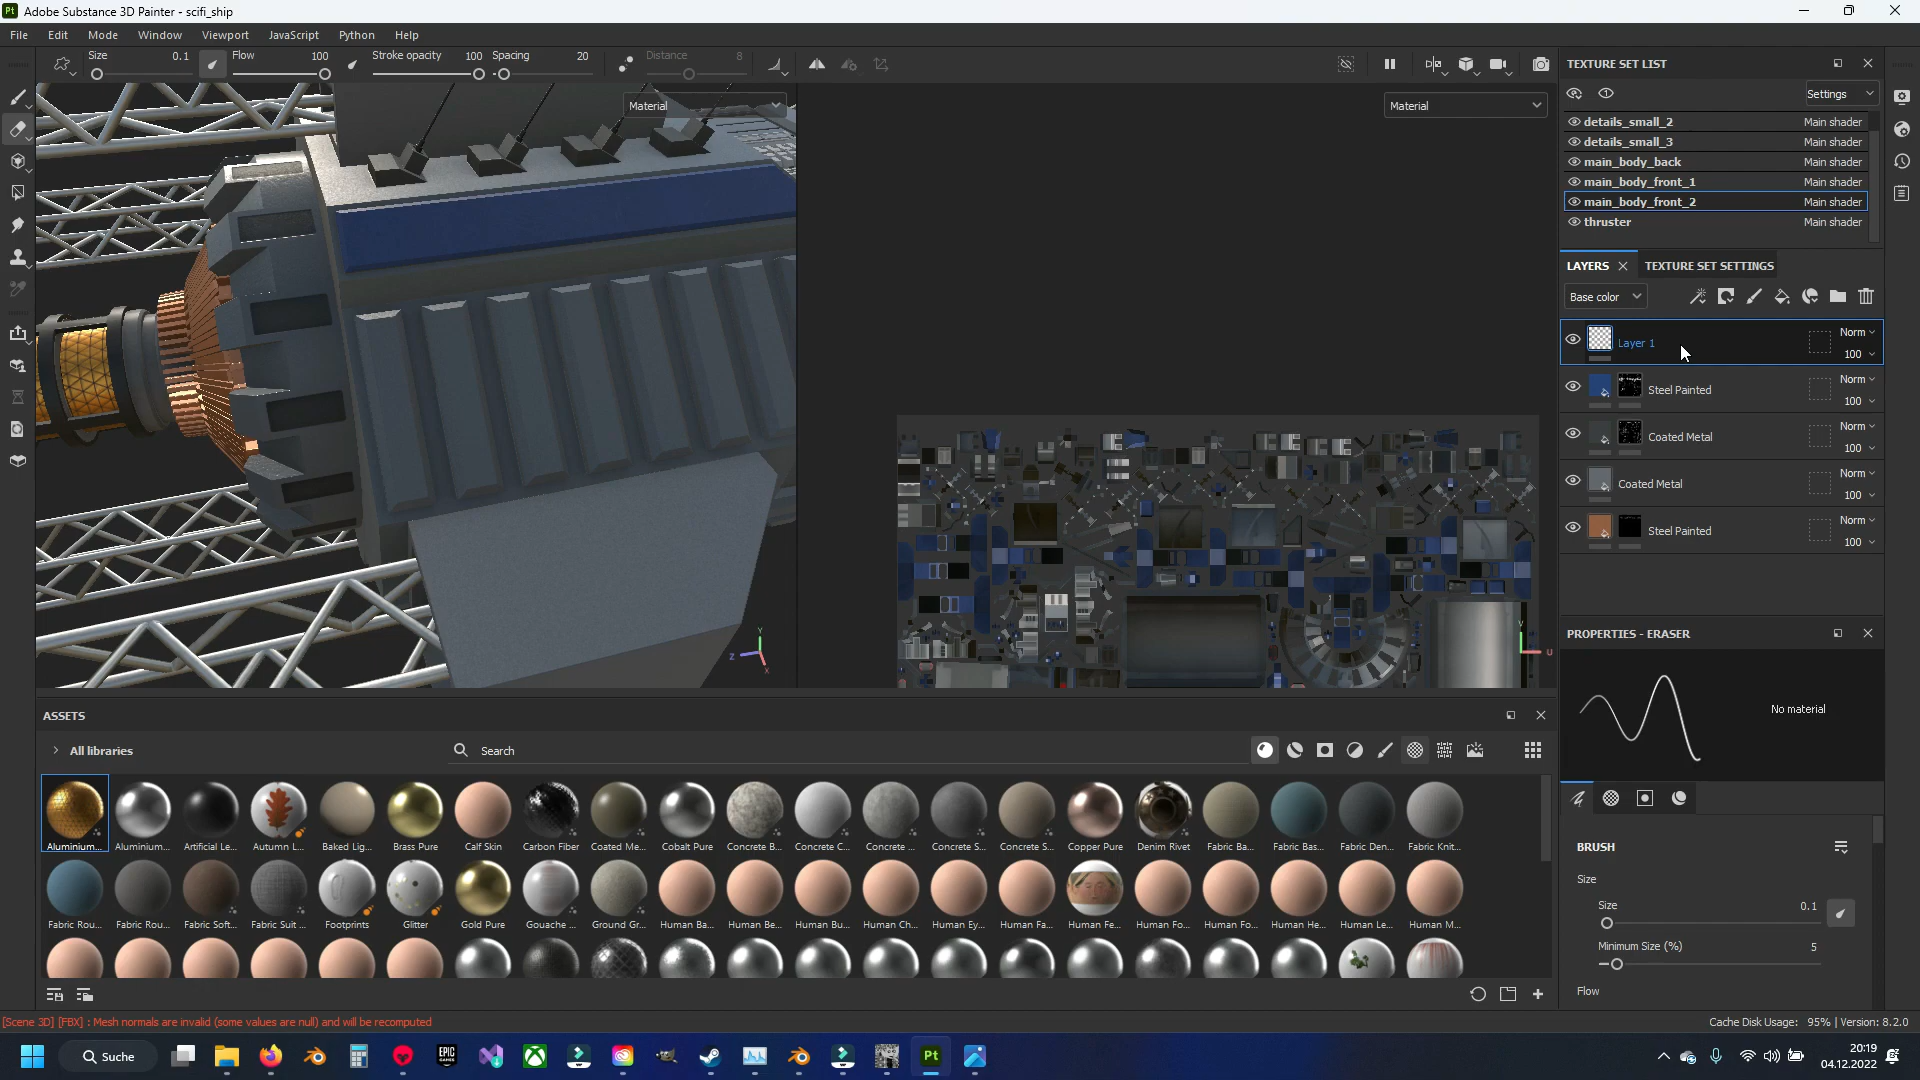 Adobe Substance 3D Painter - scifi_ship
File Edit Mode Window Viewport JavaScript Python Help
Size 0.1 Flow 100 Stroke opacity 100 Spacing 20 Distance 8
Material
Material
TEXTURE SET LIST
Settings
details_small_2 Main shader
details_small_3 Main shader
main_body_back Main shader
main_body_front_1 Main shader
main_body_front_2 Main shader
thruster Main shader
LAYERS TEXTURE SET SETTINGS
Base color
Layer 1 Norm 100
Steel Painted Norm 100
Coated Metal Norm 100
Coated Metal Norm 100
Steel Painted Norm 100
PROPERTIES - ERASER
No material
BRUSH
Size
Size 0.1
Minimum Size (%) 5
Flow
ASSETS
All libraries Search
Aluminium... Aluminium... Artificial Le... Autumn L... Baked Lig... Brass Pure Calf Skin Carbon Fiber Coated Me... Cobalt Pure Concrete B... Concrete C... Concrete ... Concrete S... Concrete S... Copper Pure Denim Rivet Fabric Ba... Fabric Bas... Fabric Den... Fabric Knit...
Fabric Rou... Fabric Rou... Fabric Soft... Fabric Suit ... Footprints Glitter Gold Pure Gouache ... Ground Gr... Human Ba... Human Be... Human Bu... Human Ch... Human Ey... Human Fa... Human Fe... Human Fo... Human Fo... Human He... Human Le... Human M...
[Scene 3D] [FBX] : Mesh normals are invalid (some values are null) and will be recomputed
Cache Disk Usage: 95% | Version: 8.2.0
Suche
EPIC GAMES
Pt
20:19
04.12.2022